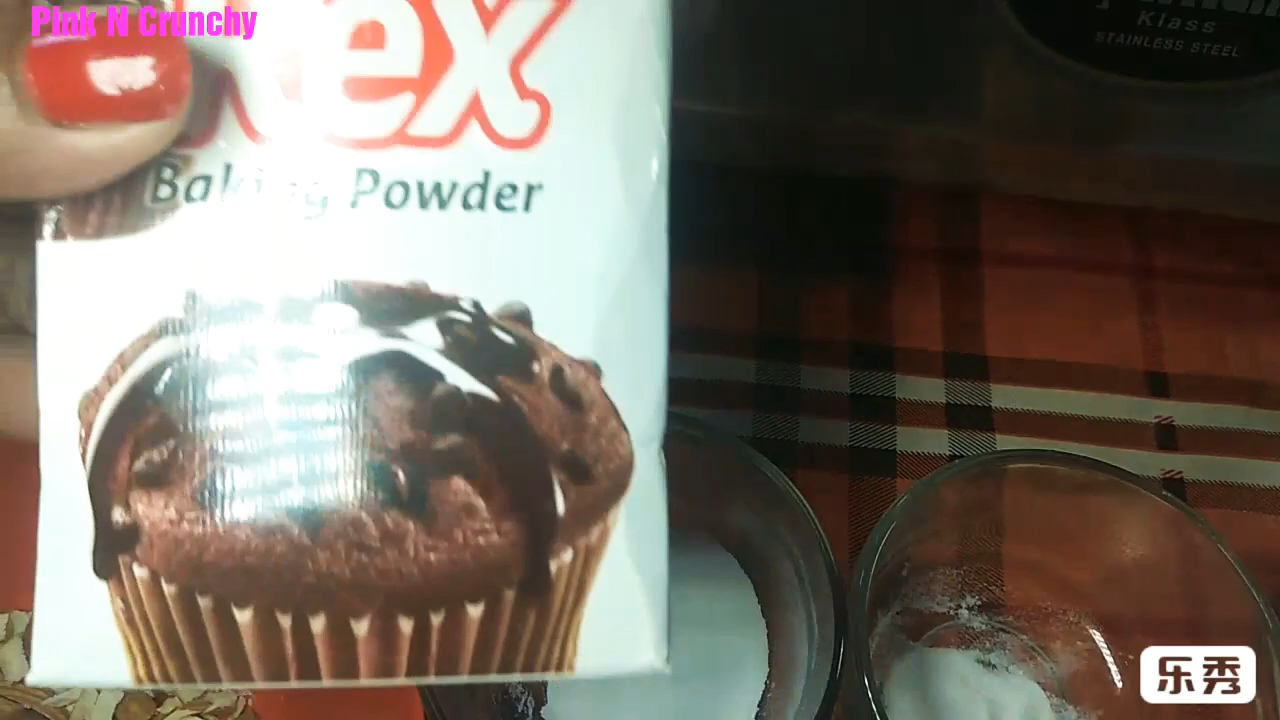 Pink N Crunchy
Klass
STAINLESS STEEL
Baking Powder
乐秀